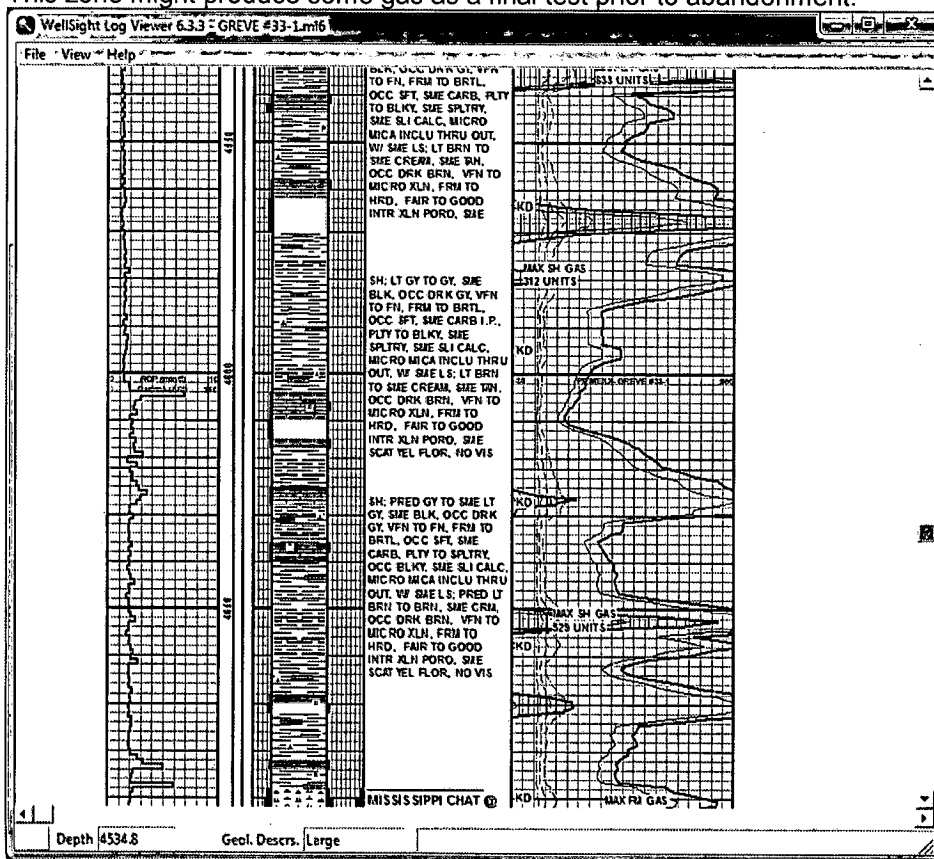 This zone might produce some gas as a final test prior to abandonment.
WellSight Log Viewer 6.3.3 - GREVE #33-1.ml6
File View Help
BLK, OCC DRK GY, VFN
TO FN, FRM TO BRTL,
OCC SFT, SME CARB, PLTY
TO BLKY, SME SPLTRY,
SME SLI CALC, MICRO
MICA INCLU THRU OUT,
W/ SME LS; LT BRN TO
SME CREAM, SME TAN,
OCC DRK BRN, VFN TO
MICRO XLN, FRM TO
HRD, FAIR TO GOOD
INTR XLN PORO, SME
SH: LT GY TO GY, SME
BLK, OCC DRK GY, VFN
TO FN, FRM TO BRTL,
OCC SFT, SME CARB I.P.,
PLTY TO BLKY, SME
SPLTRY, SME SLI CALC,
MICRO MICA INCLU THRU
OUT, W/ SME LS; LT BRN
TO SME CREAM, SME TAN,
OCC DRK BRN, VFN TO
MICRO XLN, FRM TO
HRD, FAIR TO GOOD
INTR XLN PORO, SME
SCAT YEL FLOR, NO VIS
SH: PRED GY TO SME LT
GY, SME BLK, OCC DRK
GY, VFN TO FN, FRM TO
BRTL, OCC SFT, SME
CARB, PLTY TO SPLTRY,
OCC BLKY, SME SLI CALC,
MICRO MICA INCLU THRU
OUT, W/ SME LS; PRED LT
BRN TO BRN, SME CRM,
OCC DRK BRN, VFN TO
MICRO XLN, FRM TO
HRD, FAIR TO GOOD
INTR XLN PORO, SME
SCAT YEL FLOR, NO VIS
MISSISSIPPI CHAT @
UNITS
KD
MAX SH GAS
312 UNITS
KD
GREVE #33-1
KD
MAX SH GAS
529 UNITS
KD
KD
MAX FM GAS
Depth 4534.8
Geol. Descrs. Large